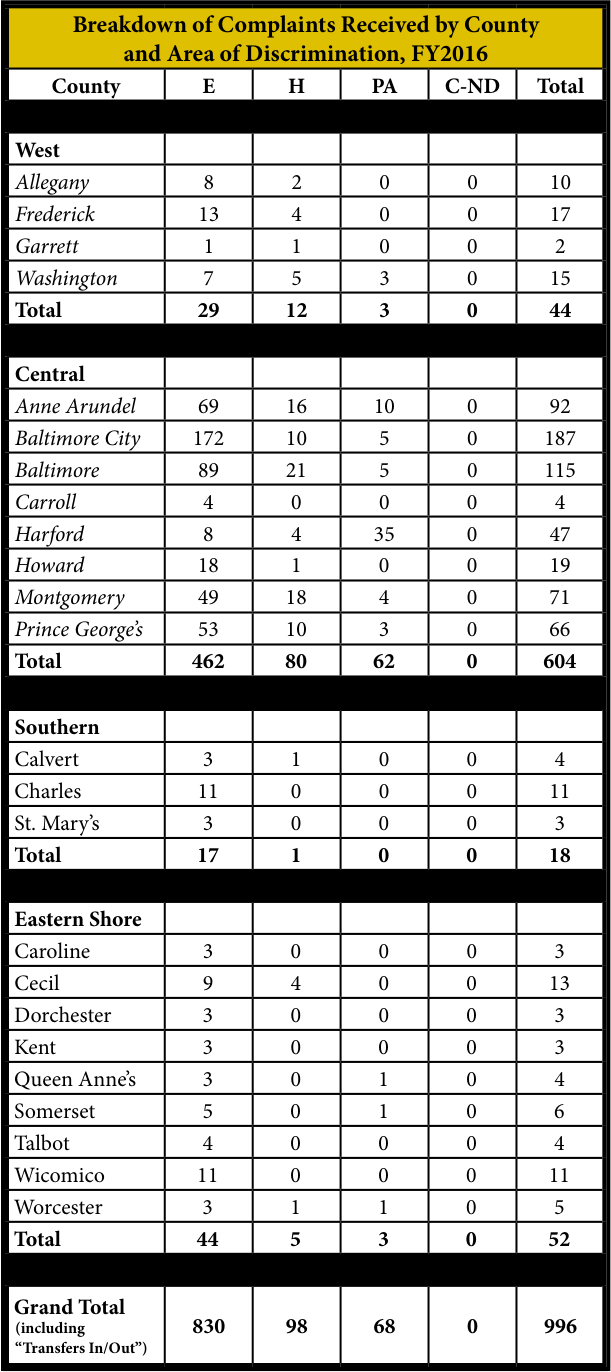 Breakdown of Complaints Received by County
and Area of Discrimination, FY2016
County E H PA C-ND Total
West
Allegany 8 2 0 0 10
Frederick 13 4 0 0 17
Garrett 1 1 0 0 2
Washington 7 5 3 0 15
Total 29 12 3 0 44
Central
Anne Arundel 69 16 10 0 92
Baltimore City 172 10 5 0 187
Baltimore 89 21 5 0 115
Carroll 4 0 0 0 4
Harford 8 4 35 0 47
Howard 18 1 0 0 19
Montgomery 49 18 4 0 71
Prince George’s 53 10 3 0 66
Total 462 80 62 0 604
Southern
Calvert 3 1 0 0 4
Charles 11 0 0 0 11
St. Mary’s 3 0 0 0 3
Total 17 1 0 0 18
Eastern Shore
Caroline 3 0 0 0 3
Cecil 9 4 0 0 13
Dorchester 3 0 0 0 3
Kent 3 0 0 0 3
Queen Anne’s 3 0 1 0 4
Somerset 5 0 1 0 6
Talbot 4 0 0 0 4
Wicomico 11 0 0 0 11
Worcester 3 1 1 0 5
Total 44 5 3 0 52
Grand Total
(including
“Transfers In/Out”) 830 98 68 0 996